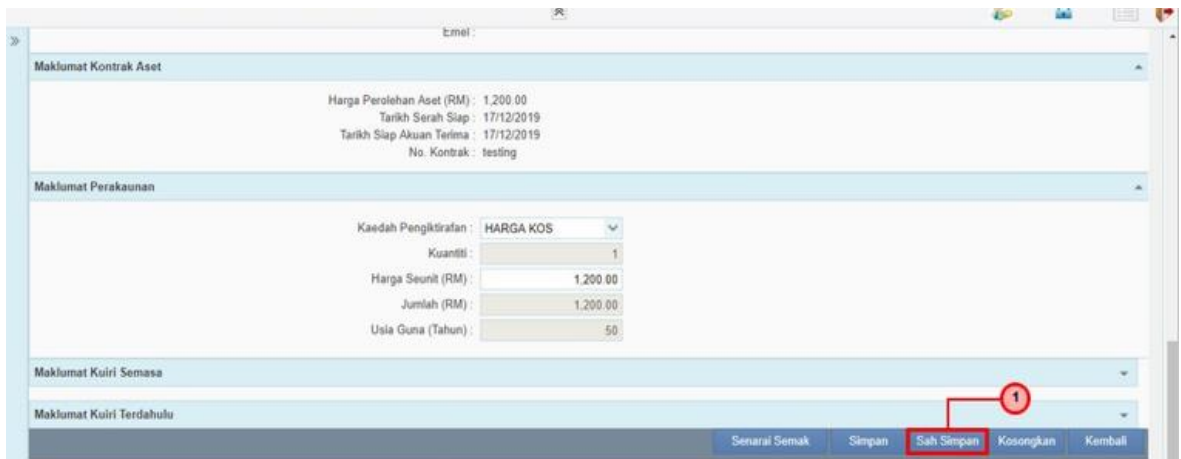 Emel :
Maklumat Kontrak Aset
Harga Perolehan Aset (RM) : 1,200.00
Tarikh Serah Siap : 17/12/2019
Tarikh Siap Akuan Terima : 17/12/2019
No. Kontrak : testing
Maklumat Perakaunan
Kaedah Pengiktirafan : HARGA KOS
Kuantiti : 1
Harga Seunit (RM) : 1,200.00
Jumlah (RM) : 1,200.00
Usia Guna (Tahun) : 50
Maklumat Kuiri Semasa
1
Maklumat Kuiri Terdahulu
Senarai Semak Simpan Sah Simpan Kosongkan Kembali